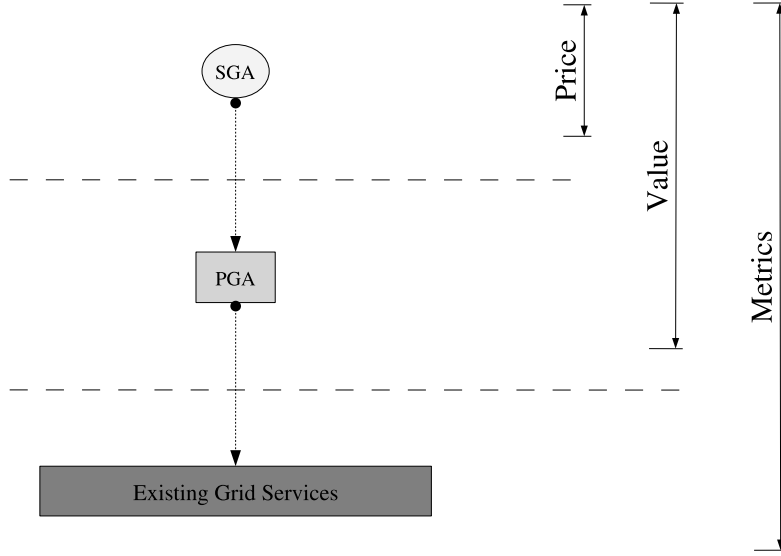 SGA
Price
Value
PGA
Metrics
Existing Grid Services